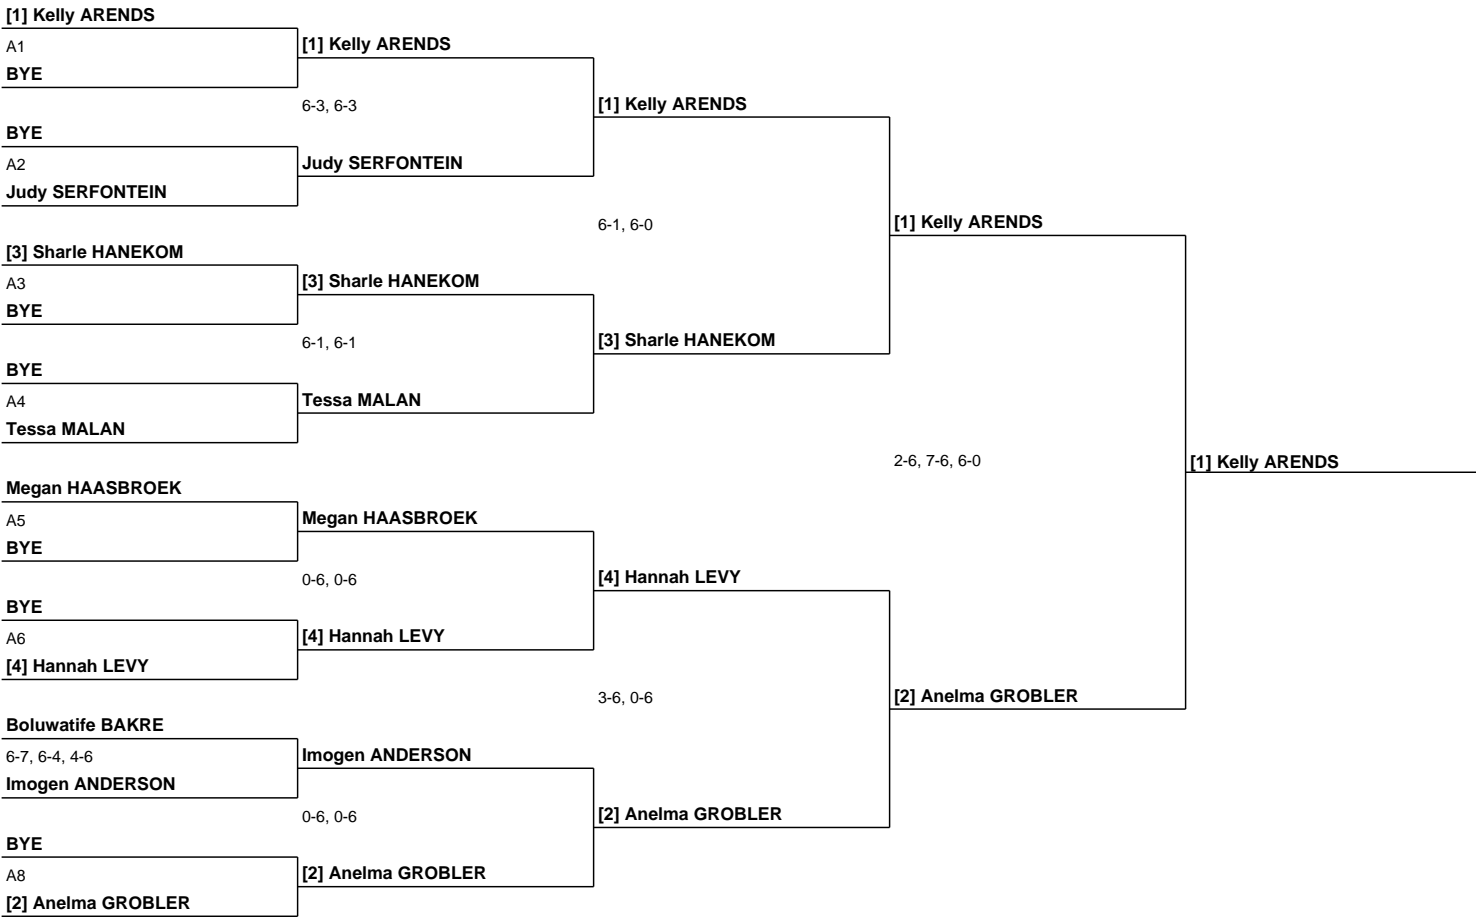 [1] Kelly ARENDS
A1
BYE
BYE
A2
Judy SERFONTEIN
[3] Sharle HANEKOM
A3
BYE
BYE
A4
Tessa MALAN
Megan HAASBROEK
A5
BYE
BYE
A6
[4] Hannah LEVY
Boluwatife BAKRE
6-7, 6-4, 4-6
Imogen ANDERSON
BYE
A8
[2] Anelma GROBLER
[1] Kelly ARENDS
6-3, 6-3
Judy SERFONTEIN
[3] Sharle HANEKOM
6-1, 6-1
Tessa MALAN
Megan HAASBROEK
0-6, 0-6
[4] Hannah LEVY
Imogen ANDERSON
0-6, 0-6
[2] Anelma GROBLER
[1] Kelly ARENDS
6-1, 6-0
[3] Sharle HANEKOM
[4] Hannah LEVY
3-6, 0-6
[2] Anelma GROBLER
[1] Kelly ARENDS
2-6, 7-6, 6-0
[2] Anelma GROBLER
[1] Kelly ARENDS